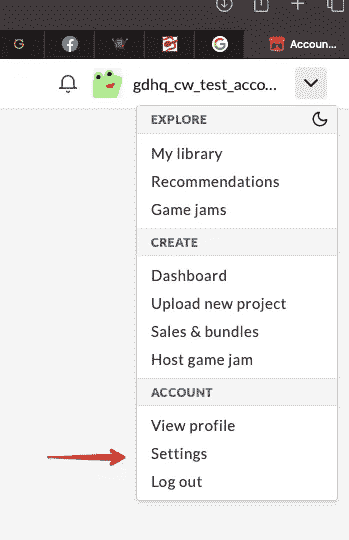 Accoun...
gdhq_cw_test_acco...
EXPLORE
My library
Recommendations
Game jams
CREATE
Dashboard
Upload new project
Sales & bundles
Host game jam
ACCOUNT
View profile
Settings
Log out